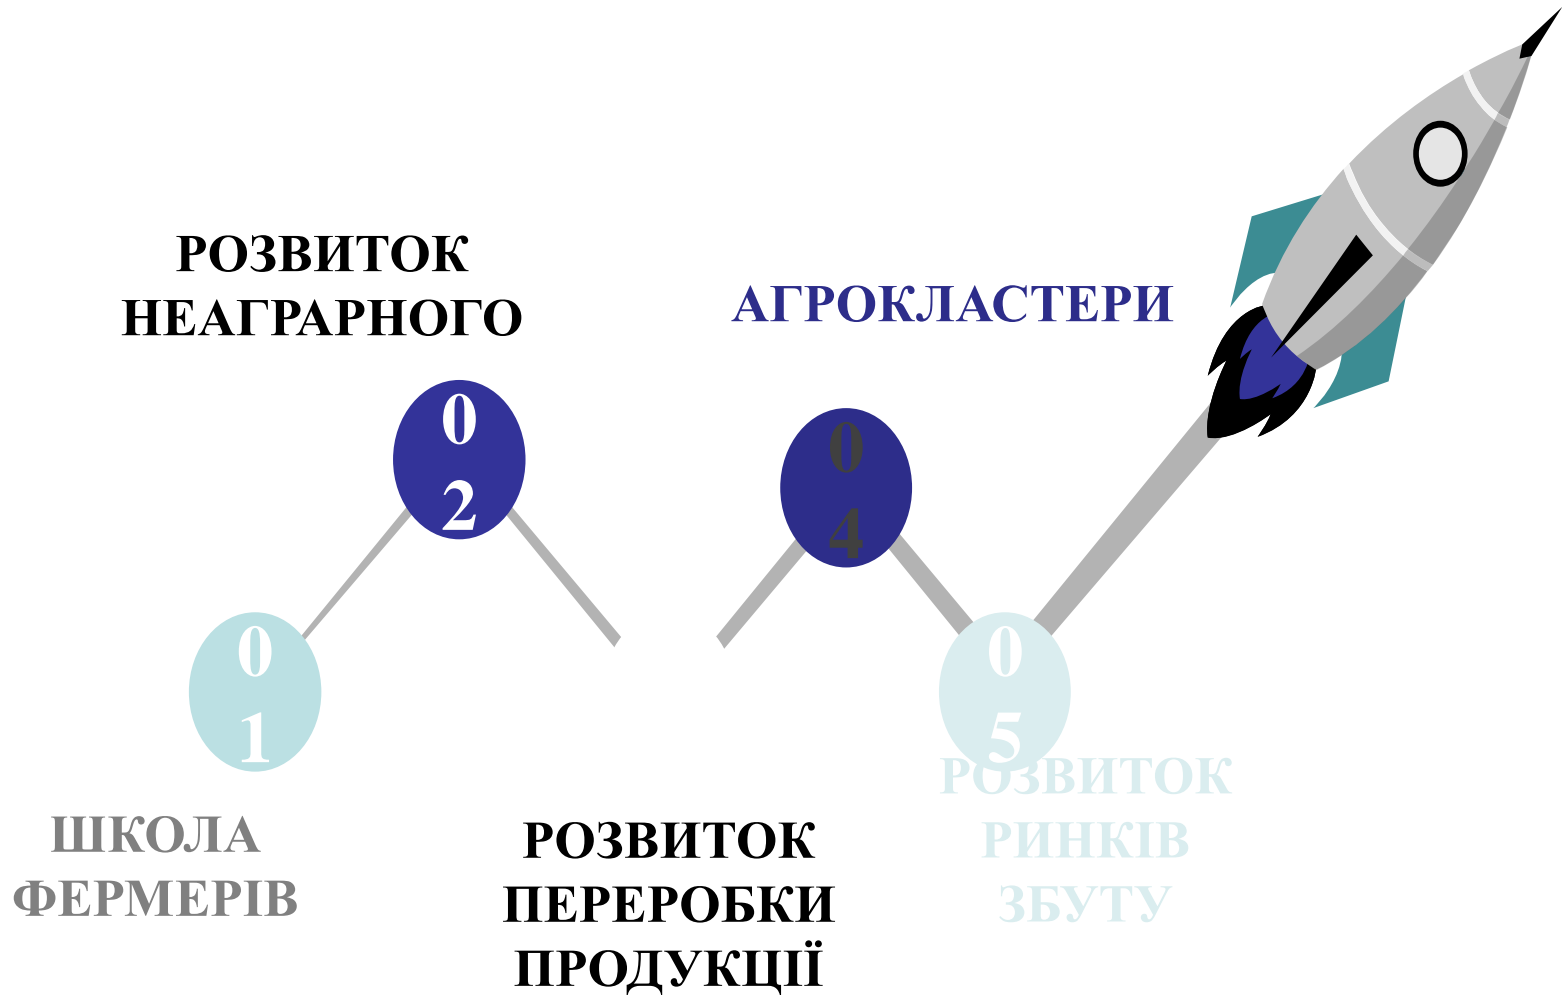 РОЗВИТОК
НЕАГРАРНОГО
0
2
АГРОКЛАСТЕРИ
0
4
0
1
ШКОЛА
ФЕРМЕРІВ
РОЗВИТОК
ПЕРЕРОБКИ
ПРОДУКЦІЇ
0
5
РОЗВИТОК
РИНКІВ
ЗБУТУ